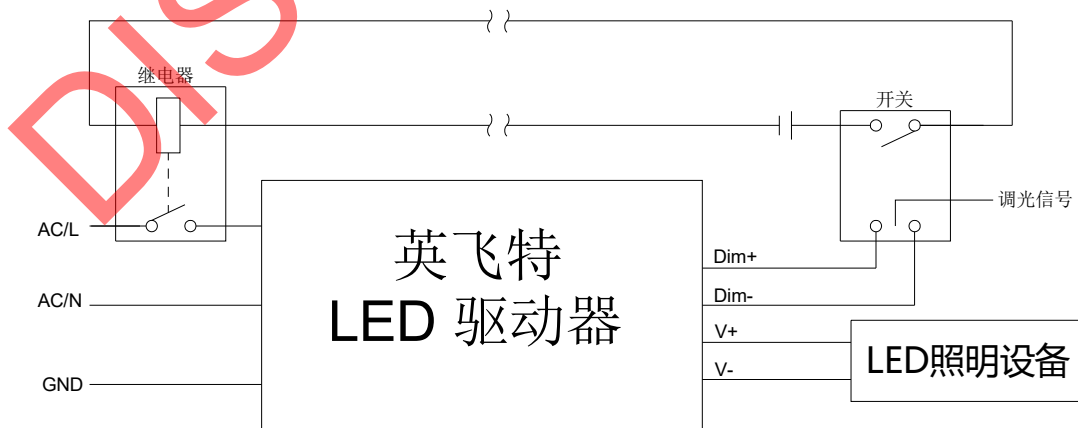 DIS
继电器
开关
调光信号
AC/L
英飞特
LED 驱动器
Dim+
AC/N
Dim-
V+
LED照明设备
V-
GND